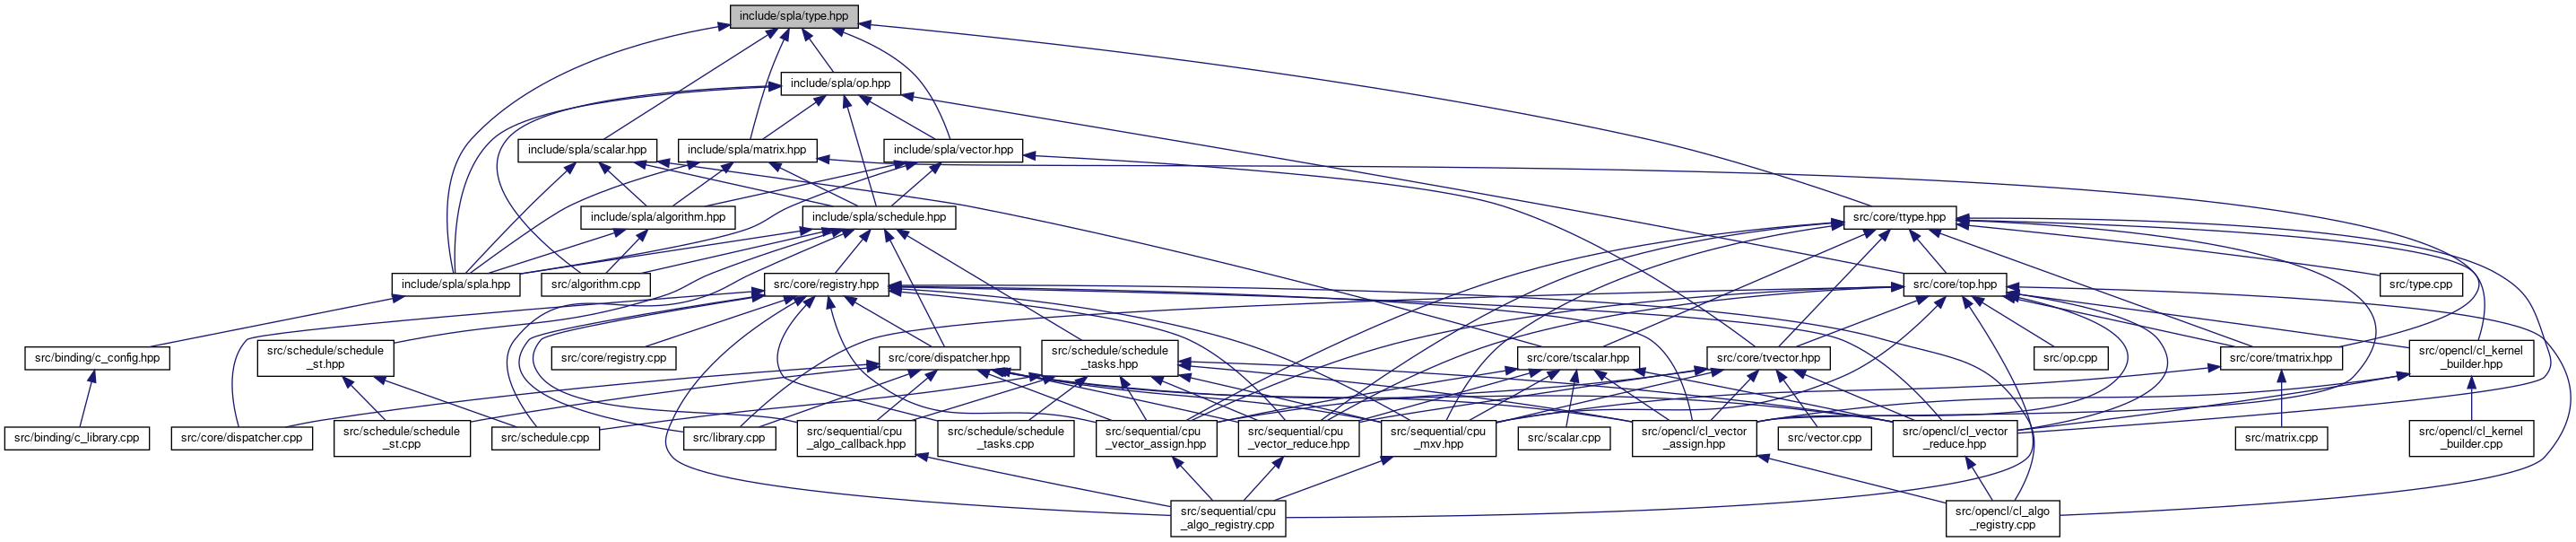 include/spla/type.hpp
include/spla/op.hpp
include/spla/scalar.hpp
include/spla/matrix.hpp
include/spla/vector.hpp
include/spla/algorithm.hpp
include/spla/schedule.hpp
src/core/ttype.hpp
include/spla/spla.hpp
src/algorithm.cpp
src/core/registry.hpp
src/core/top.hpp
src/type.cpp
src/binding/c_config.hpp
src/schedule/schedule
_st.hpp
src/core/registry.cpp
src/core/dispatcher.hpp
src/schedule/schedule
_tasks.hpp
src/core/tscalar.hpp
src/core/tvector.hpp
src/op.cpp
src/core/tmatrix.hpp
src/opencl/cl_kernel
_builder.hpp
src/binding/c_library.cpp
src/core/dispatcher.cpp
src/schedule/schedule
_st.cpp
src/schedule.cpp
src/library.cpp
src/sequential/cpu
_algo_callback.hpp
src/schedule/schedule
_tasks.cpp
src/sequential/cpu
_vector_assign.hpp
src/sequential/cpu
_vector_reduce.hpp
src/sequential/cpu
_mxv.hpp
src/scalar.cpp
src/opencl/cl_vector
_assign.hpp
src/vector.cpp
src/opencl/cl_vector
_reduce.hpp
src/matrix.cpp
src/opencl/cl_kernel
_builder.cpp
src/sequential/cpu
_algo_registry.cpp
src/opencl/cl_algo
_registry.cpp